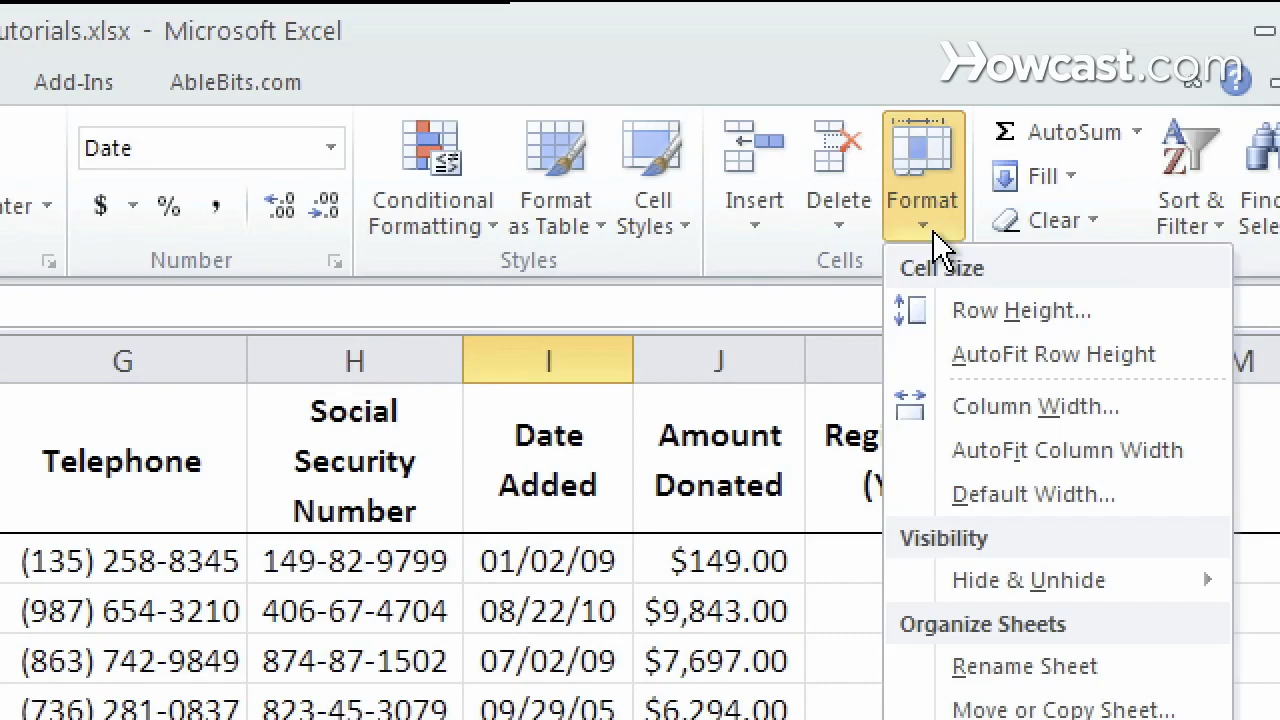 utorials.xlsx - Microsoft Excel
Howcast.com
Add-Ins AbleBits.com
Date
$ % , .0 .00 .00 .0
Number
Conditional Formatting
Format as Table
Cell Styles
Styles
Insert
Delete
Format
Cells
Σ AutoSum
Fill
Clear
Sort & Filter
Cell Size
Row Height...
AutoFit Row Height
Column Width...
AutoFit Column Width
Default Width...
Visibility
Hide & Unhide
Organize Sheets
Rename Sheet
Move or Copy Sheet...
G H I J M
Telephone
Social
Security
Number
Date
Added
Amount
Donated
(135) 258-8345 149-82-9799 01/02/09 $149.00
(987) 654-3210 406-67-4704 08/22/10 $9,843.00
(863) 742-9849 874-87-1502 07/02/09 $7,697.00
(736) 281-0837 823-45-3079 09/29/05 $6,294.00